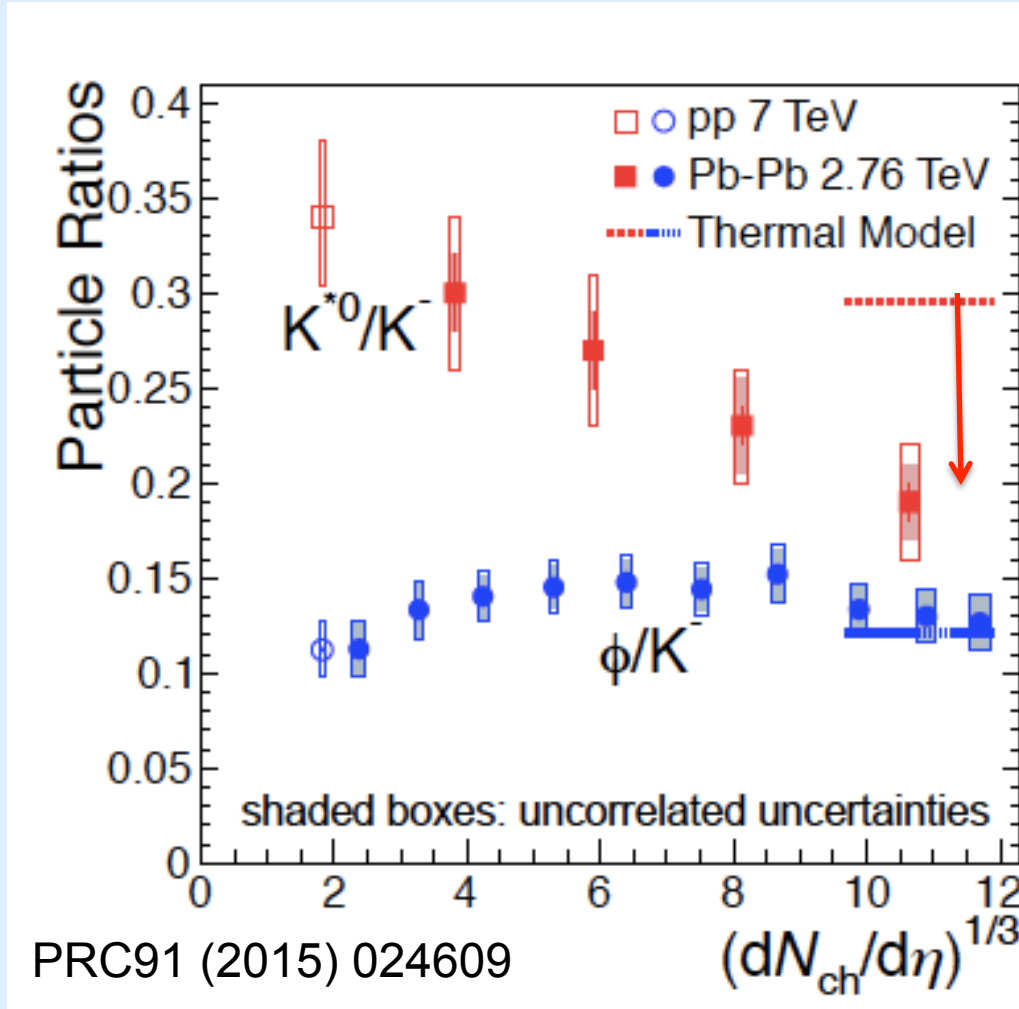 Particle Ratios
0.4
0.35
0.3
0.25
0.2
0.15
0.1
0.05
0
pp 7 TeV
Pb-Pb 2.76 TeV
Thermal Model
K*0/K-
ϕ/K-
shaded boxes: uncorrelated uncertainties
0 2 4 6 8 10 12
(dNch/dη)1/3
PRC91 (2015) 024609